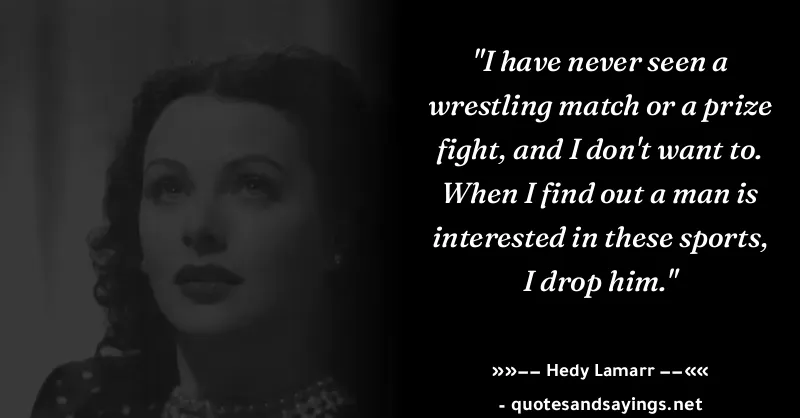 "I have never seen a
wrestling match or a prize
fight, and I don't want to.
When I find out a man is
interested in these sports,
I drop him."
»»−− Hedy Lamarr −−««
- quotesandsayings.net